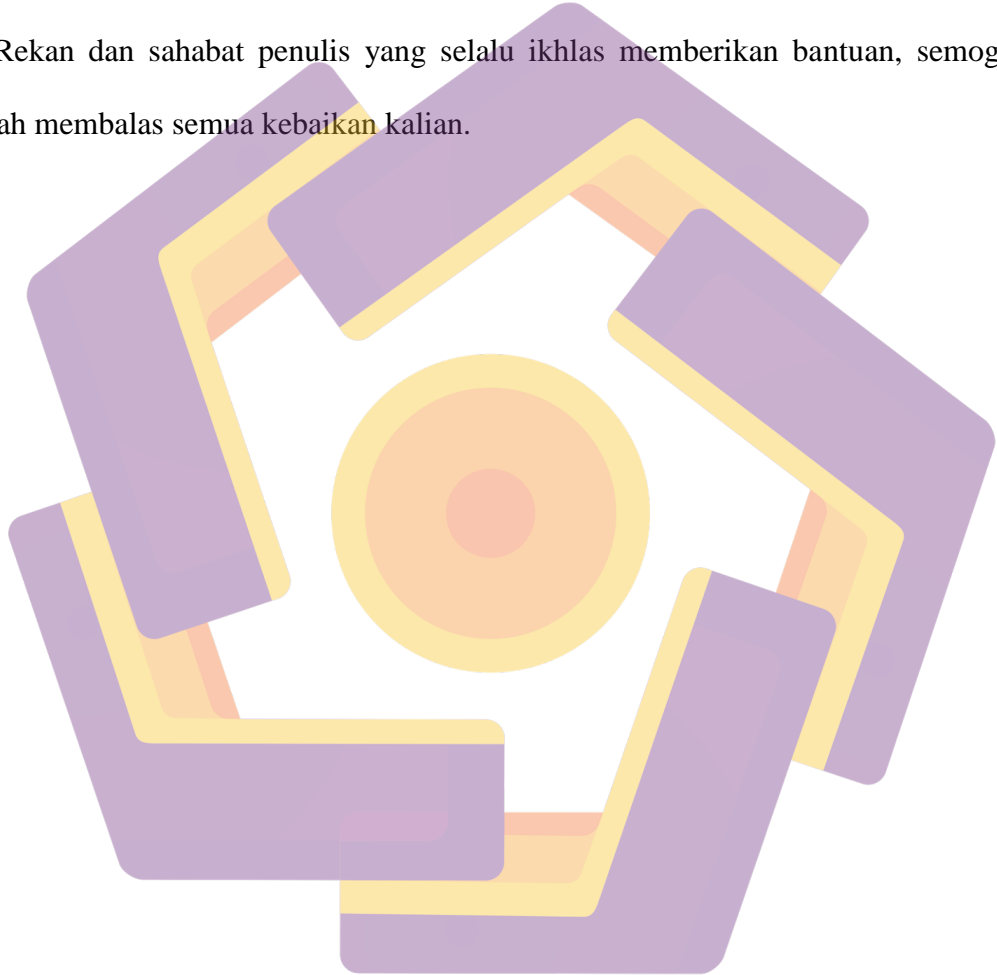 Rekan dan sahabat penulis yang selalu ikhlas memberikan bantuan, semog
ah membalas semua kebaikan kalian.